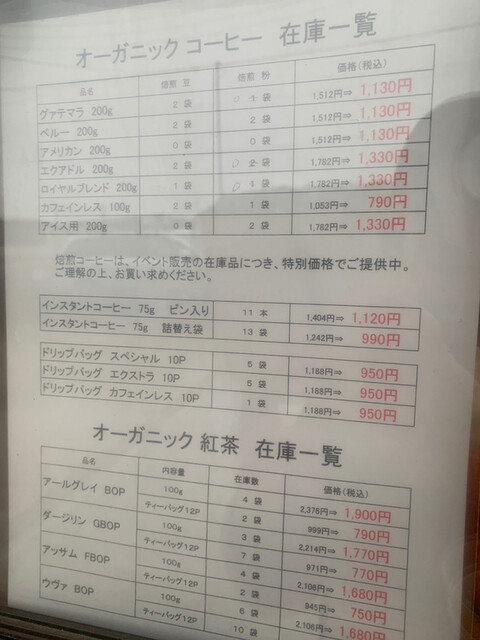 オーガニック コーヒー 在庫一覧
品名 焙煎 豆 焙煎 粉 価格(税込)
グァテマラ 200g 2 袋 0 袋 1,512円⇒ 1,130円
ペルー 200g 2 袋 2 袋 1,512円⇒ 1,130円
アメリカン 200g 0 袋 0 袋 1,512円⇒ 1,130円
エクアドル 200g 2 袋 0 袋 1,782円⇒ 1,330円
ロイヤルブレンド 200g 1 袋 0 袋 1,782円⇒ 1,330円
カフェインレス 100g 2 袋 1 袋 1,053円⇒ 790円
アイス用 200g 0 袋 2 袋 1,782円⇒ 1,330円
焙煎コーヒーは、イベント販売の在庫品につき、特別価格でご提供中。
ご理解の上、お買い求めください。
インスタントコーヒー 75g ビン入り 11 本 1,404円⇒ 1,120円
インスタントコーヒー 75g 詰替え袋 13 袋 1,242円⇒ 990円
ドリップバッグ スペシャル 10P 5 袋 1,188円⇒ 950円
ドリップバッグ エクストラ 10P 5 袋 1,188円⇒ 950円
ドリップバッグ カフェインレス 10P 1 袋 1,188円⇒ 950円
オーガニック 紅茶 在庫一覧
品名 内容量 在庫数 価格(税込)
アールグレイ BOP 100g 4 袋 2,376円⇒ 1,900円
ティーバッグ12P 2 袋 999円⇒ 790円
ダージリン GBOP 100g 3 袋 2,214円⇒ 1,770円
ティーバッグ12P 7 袋 971円⇒ 770円
アッサム FBOP 100g 4 袋 2,106円⇒ 1,680円
ティーバッグ12P 2 袋 945円⇒ 750円
ウヴァ BOP 100g 6 袋 2,106円⇒ 1,680円
ティーバッグ12P 10 袋